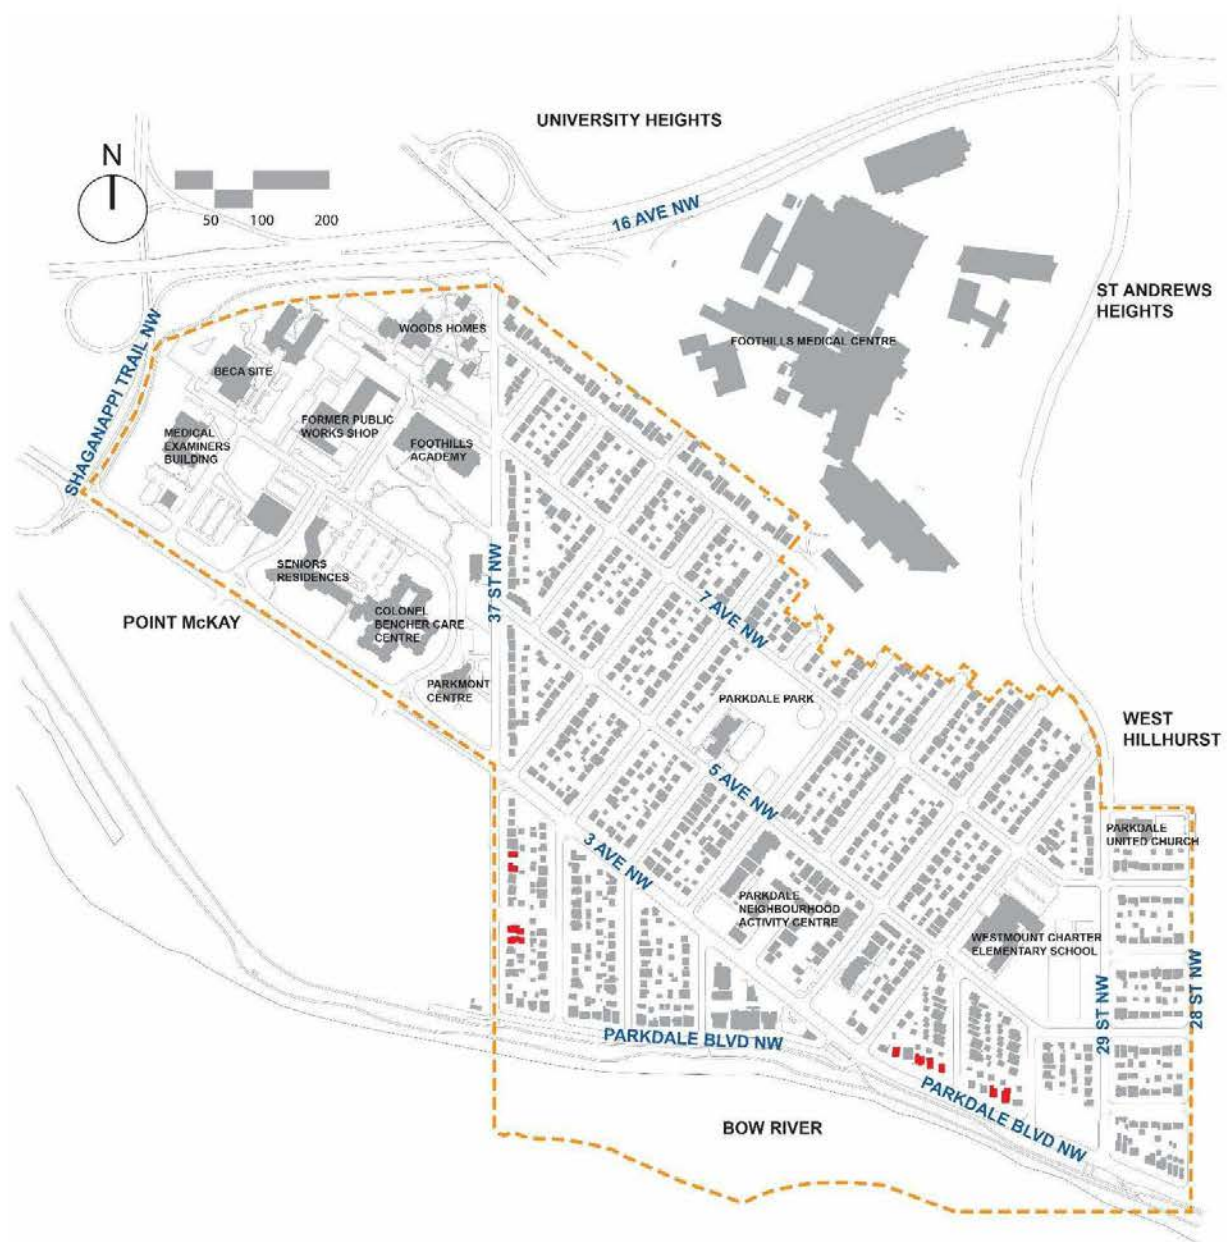 UNIVERSITY HEIGHTS
N
50 100 200
16 AVE NW
ST ANDREWS
HEIGHTS
SHAGANAPPI TRAIL NW
WOODS HOMES
FOOTHILLS MEDICAL CENTRE
BECA SITE
FORMER PUBLIC
WORKS SHOP
MEDICAL
EXAMINERS
BUILDING
FOOTHILLS
ACADEMY
SENIORS
RESIDENCES
37 ST NW
7 AVE NW
POINT McKAY
COLONEL
BENCHER CARE
CENTRE
PARKMONT
CENTRE
PARKDALE PARK
WEST
HILLHURST
5 AVE NW
3 AVE NW
PARKDALE
UNITED CHURCH
PARKDALE
NEIGHBOURHOOD
ACTIVITY CENTRE
WESTMOUNT CHARTER
ELEMENTARY SCHOOL
29 ST NW
28 ST NW
PARKDALE BLVD NW
PARKDALE BLVD NW
BOW RIVER